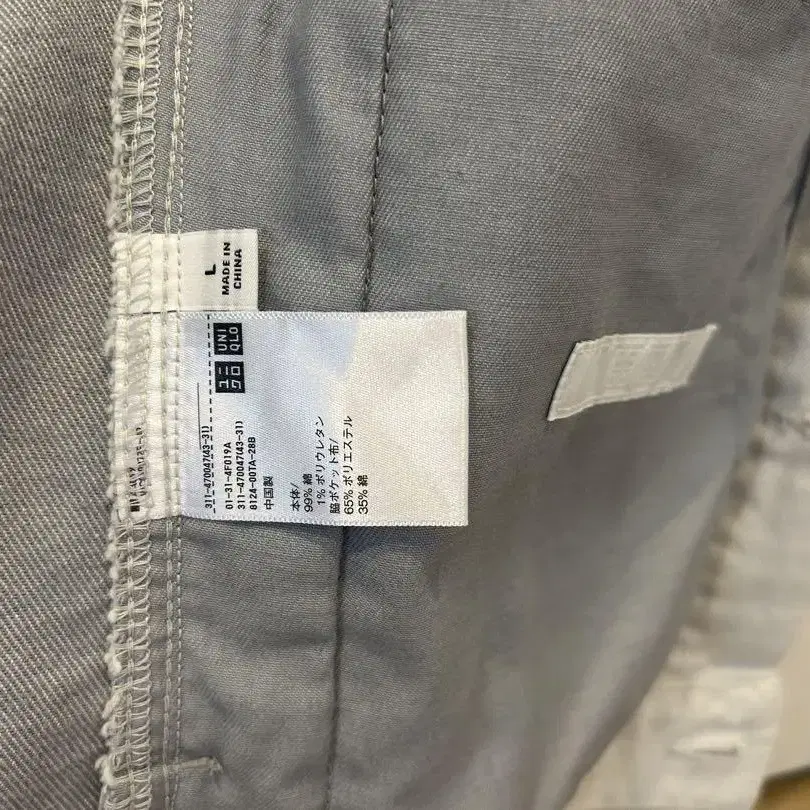 L
MADE IN
CHINA
ユニ
クロ
UNI
QLO
311-470047(43-31)
01-31-4F019A
311-470047(43-31)
8124-00TA-28B
中国製
本体/
99% 綿
1% ポリウレタン
脇ポケット布/
65% ポリエステル
35% 綿